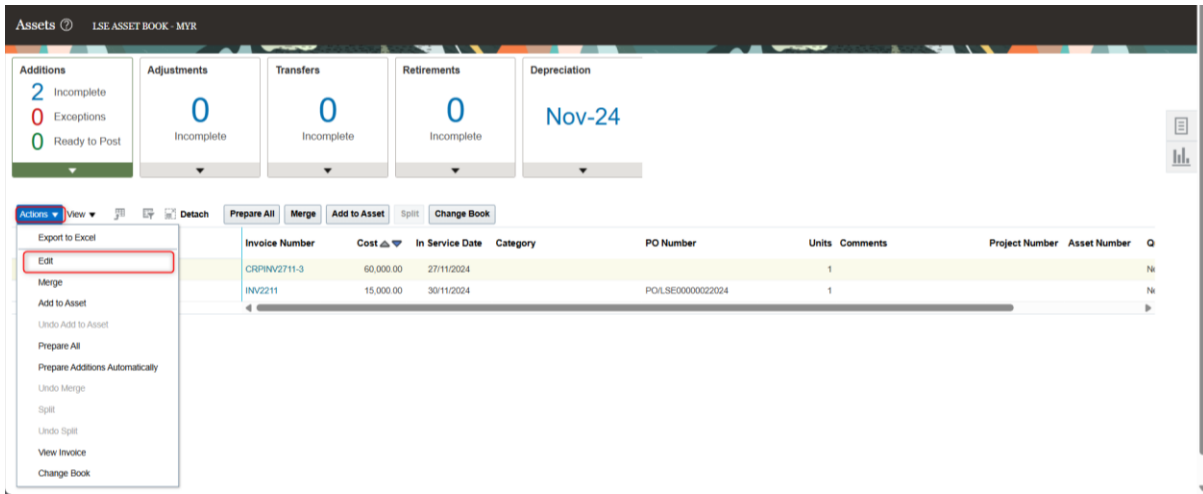 Assets ? LSE ASSET BOOK - MYR
Additions
2 Incomplete
0 Exceptions
0 Ready to Post
Adjustments
0
Incomplete
Transfers
0
Incomplete
Retirements
0
Incomplete
Depreciation
Nov-24
Actions View Detach Prepare All Merge Add to Asset Split Change Book
Export to Excel
Edit
Merge
Add to Asset
Undo Add to Asset
Prepare All
Prepare Additions Automatically
Undo Merge
Split
Undo Split
View Invoice
Change Book
Invoice Number Cost In Service Date Category PO Number Units Comments Project Number Asset Number Q
CRPINV2711-3 60,000.00 27/11/2024 1 No
INV2211 15,000.00 30/11/2024 PO/LSE00000022024 1 No